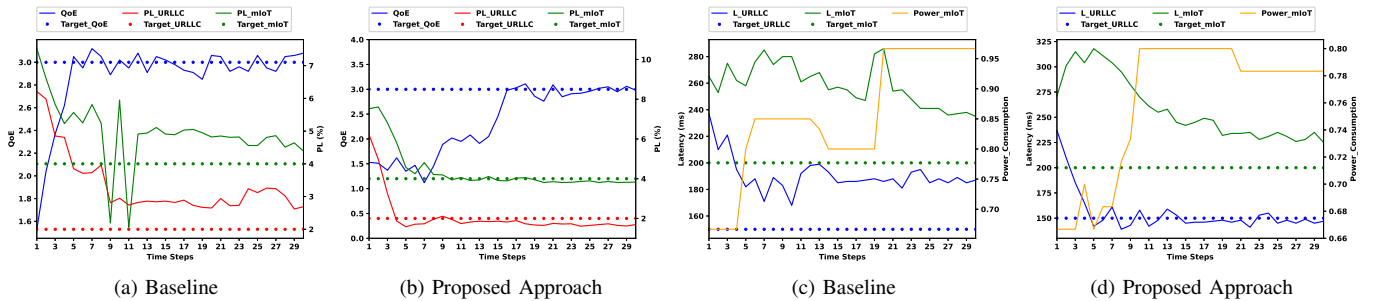 QoE PL_URLLC PL_mIoT
Target_QoE Target_URLLC Target_mIoT
3.0
2.8
2.6
2.4
2.2
2.0
1.8
1.6
QoE
7
6
5
4
3
2
PL (%)
1 3 5 7 9 11 13 15 17 19 21 23 25 27 29
Time Steps
(a) Baseline
QoE PL_URLLC PL_mIoT
Target_QoE Target_URLLC Target_mIoT
4.0
3.5
3.0
2.5
2.0
1.5
1.0
0.5
0.0
QoE
10
8
6
4
2
PL (%)
1 3 5 7 9 11 13 15 17 19 21 23 25 27 29
Time Steps
(b) Proposed Approach
L_URLLC L_mIoT Power_mIoT
Target_URLLC Target_mIoT
280
260
240
220
200
180
160
Latency (ms)
0.95
0.90
0.85
0.80
0.75
0.70
Power_Consumption
1 3 5 7 9 11 13 15 17 19 21 23 25 27 29
Time Steps
(c) Baseline
L_URLLC L_mIoT Power_mIoT
Target_URLLC Target_mIoT
325
300
275
250
225
200
175
150
Latency (ms)
0.80
0.78
0.76
0.74
0.72
0.70
0.68
0.66
Power_Consumption
1 3 5 7 9 11 13 15 17 19 21 23 25 27 29
Time Steps
(d) Proposed Approach